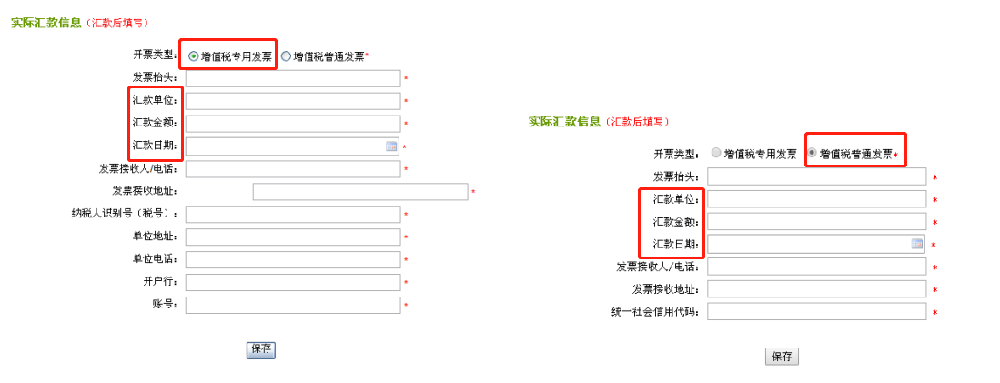 实际汇款信息（汇款后填写）
开票类型： 增值税专用发票 增值税普通发票*
发票抬头： *
汇款单位： *
汇款金额： *
汇款日期： *
发票接收人/电话： *
发票接收地址： *
纳税人识别号（税号）： *
单位地址： *
单位电话： *
开户行： *
账号： *
保存
实际汇款信息（汇款后填写）
开票类型： 增值税专用发票 增值税普通发票*
发票抬头： *
汇款单位： *
汇款金额： *
汇款日期： *
发票接收人/电话： *
发票接收地址： *
统一社会信用代码： *
保存